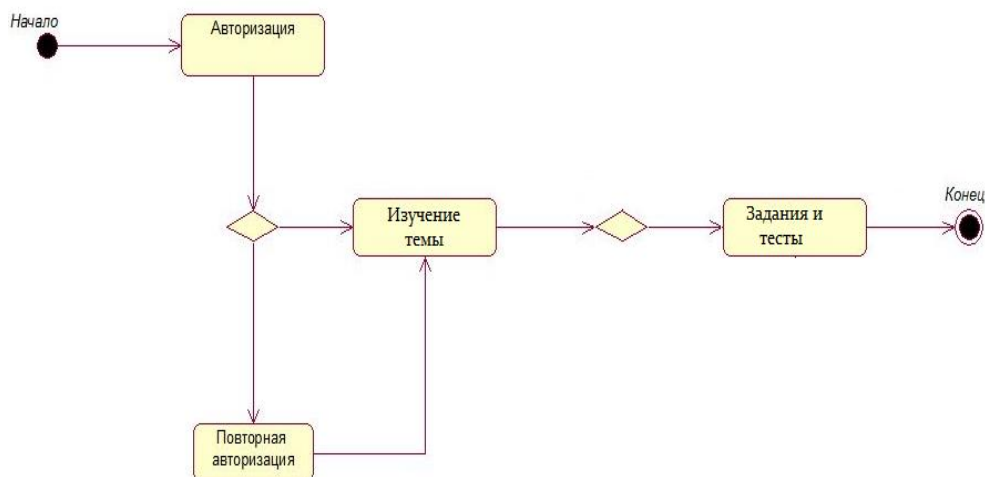 Начало
Авторизация
Изучение
темы
Задания и
тесты
Конец
Повторная
авторизация